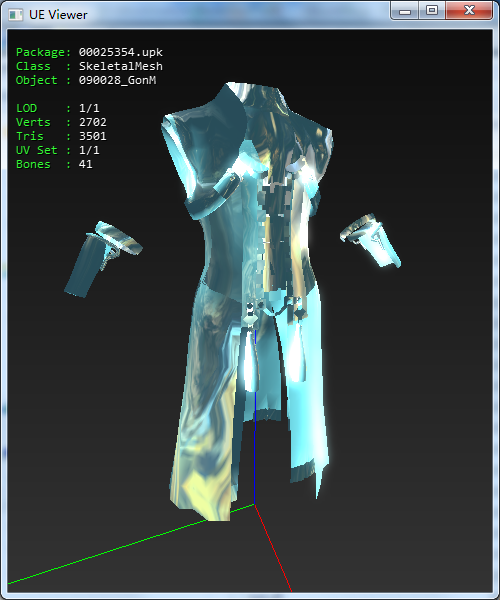 UE Viewer
Package: 00025354.upk
Class  : SkeletalMesh
Object : 090028_GonM
LOD    : 1/1
Verts  : 2702
Tris   : 3501
UV Set : 1/1
Bones  : 41